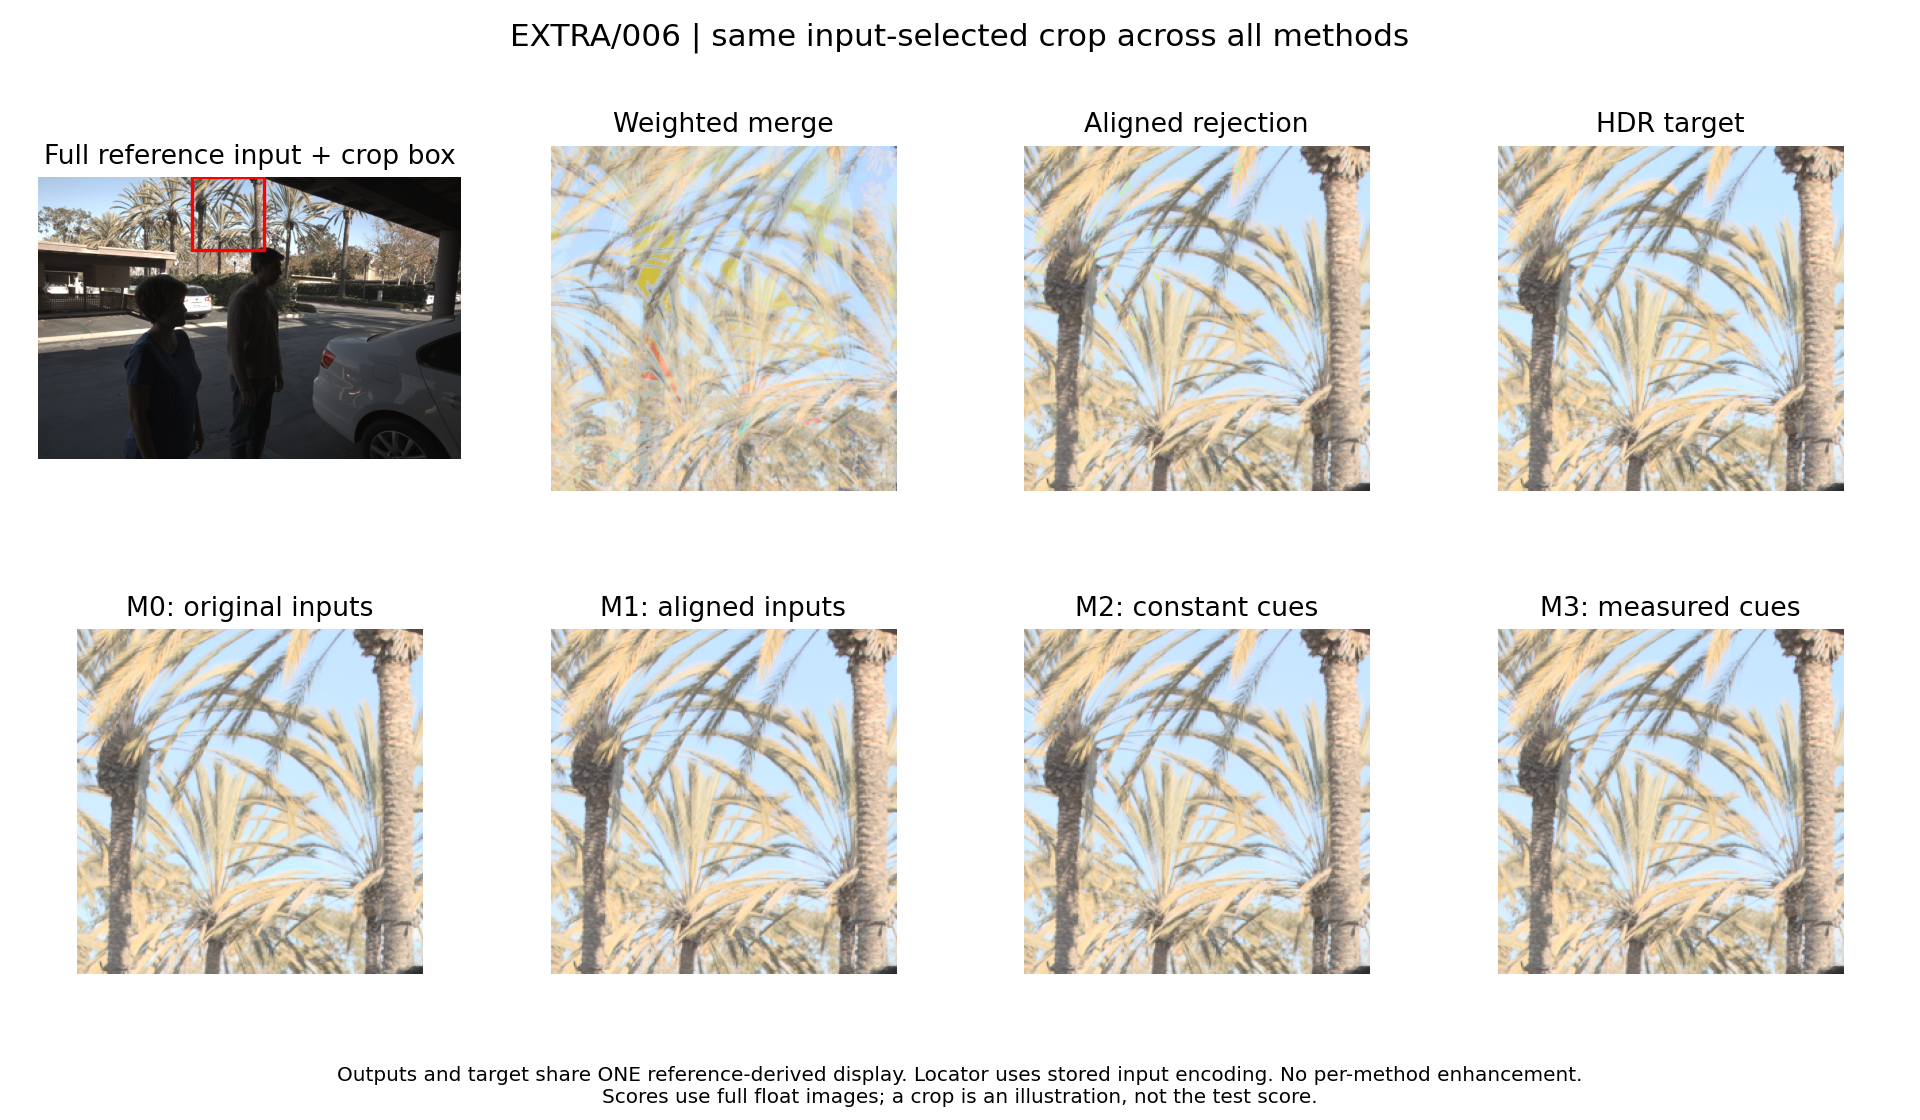 EXTRA/006 | same input-selected crop across all methods
Full reference input + crop box
Weighted merge
Aligned rejection
HDR target
M0: original inputs
M1: aligned inputs
M2: constant cues
M3: measured cues
Outputs and target share ONE reference-derived display. Locator uses stored input encoding. No per-method enhancement.
Scores use full float images; a crop is an illustration, not the test score.